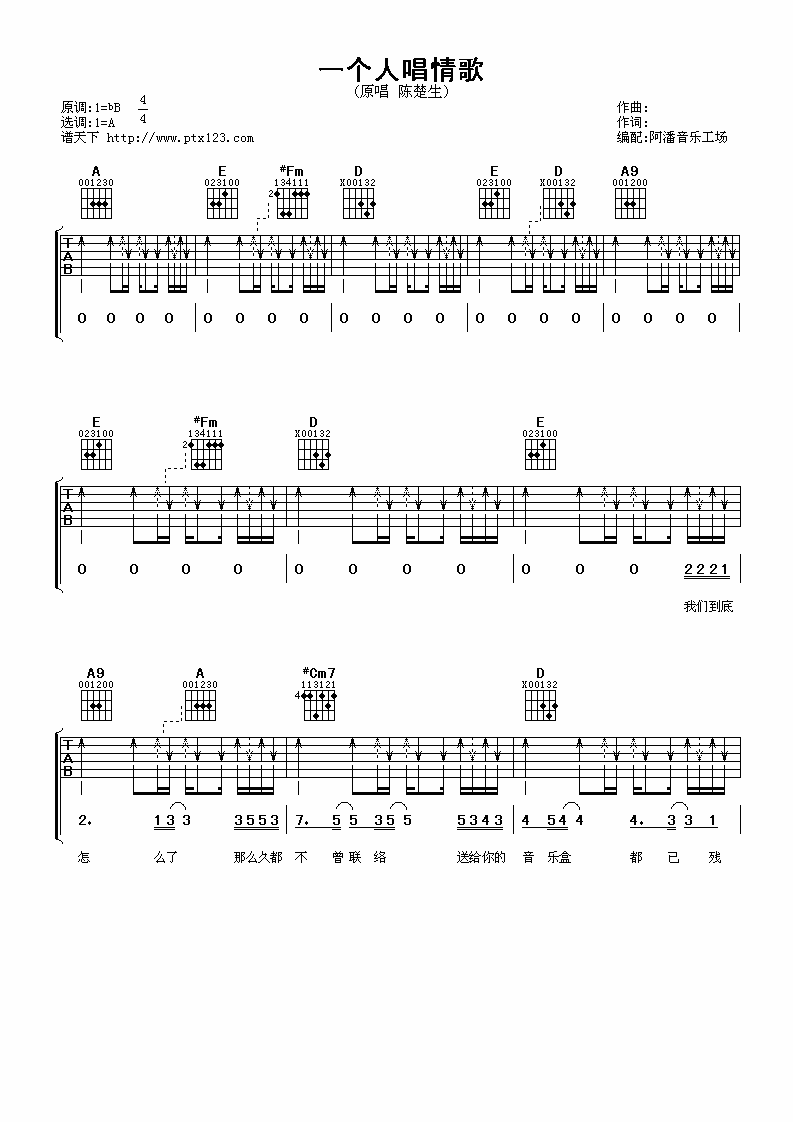 一个人唱情歌
(原唱 陈楚生)
原调:1=bB 4/4
选调:1=A
谱天下 http://www.ptx123.com
作曲:
作词:
编配:阿潘音乐工场
A E #Fm D E D A9
001230 023100 134111 X00132 023100 X00132 001200
2
T
A
B
0 0 0 0 0 0 0 0 0 0 0 0 0 0 0 0 0 0 0 0
E #Fm D E
023100 134111 X00132 023100
2
T
A
B
0 0 0 0 0 0 0 0 0 0 0 2221
我们到底
A9 A #Cm7 D
001200 001230 113121 X00132
4
T
A
B
2. 13 3 3553 7. 5 5 35 5 5343 4 54 4 4. 3 3 1
怎 么了 那么久都 不 曾联 络 送给你的 音 乐盒 都 已 残